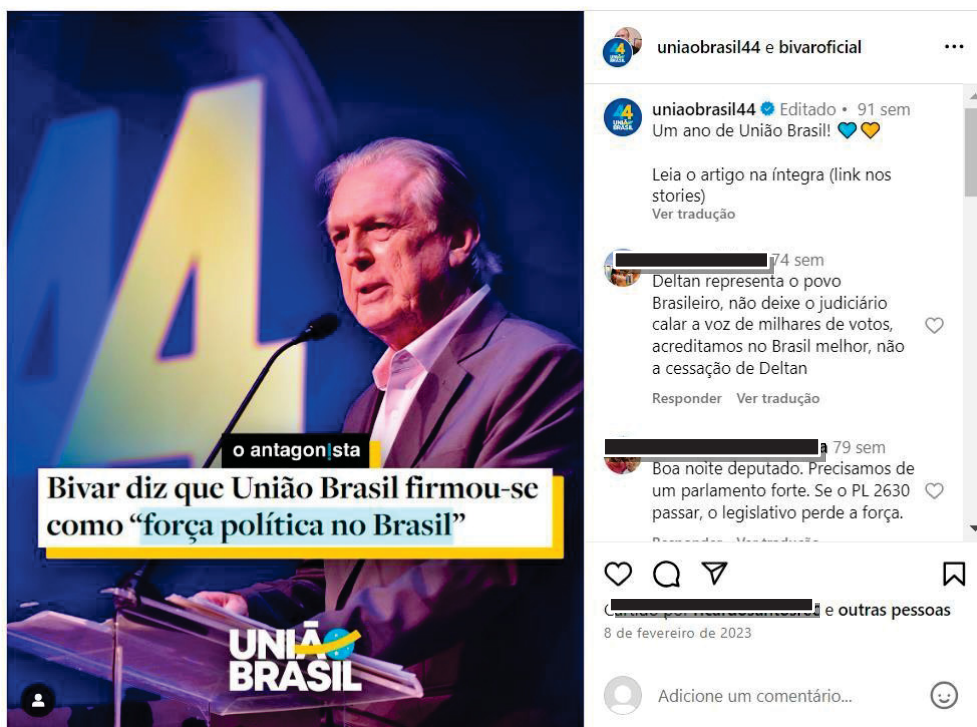 44
o antagonista
Bivar diz que União Brasil firmou-se
como “força política no Brasil”
UNIÃO
BRASIL
uniaobrasil44 e bivaroficial
uniaobrasil44 Editado • 91 sem
Um ano de União Brasil! 💙🧡
Leia o artigo na íntegra (link nos
stories)
Ver tradução
74 sem
Deltan representa o povo
Brasileiro, não deixe o judiciário
calar a voz de milhares de votos,
acreditamos no Brasil melhor, não
a cessação de Deltan
Responder Ver tradução
79 sem
Boa noite deputado. Precisamos de
um parlamento forte. Se o PL 2630
passar, o legislativo perde a força.
Responder Ver tradução
e outras pessoas
8 de fevereiro de 2023
Adicione um comentário...